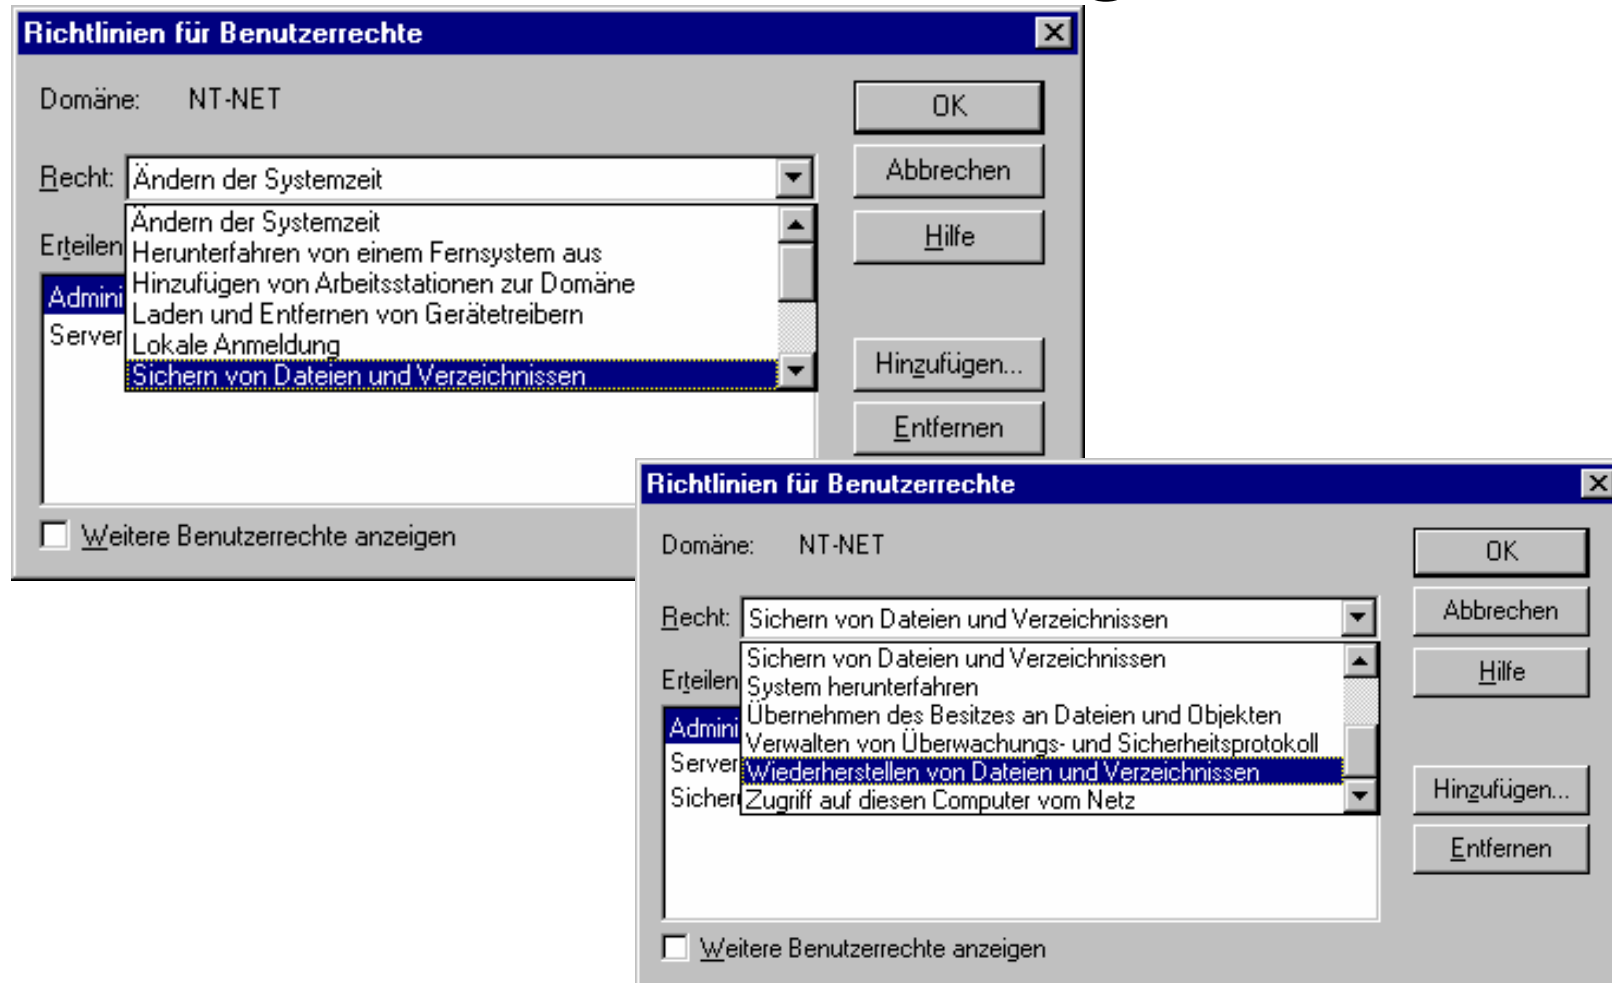 Richtlinien für Benutzerrechte
Domäne: NT-NET
OK
Recht: Ändern der Systemzeit
Abbrechen
Ändern der Systemzeit
Herunterfahren von einem Fernsystem aus
Hinzufügen von Arbeitsstationen zur Domäne
Laden und Entfernen von Gerätetreibern
Lokale Anmeldung
Sichern von Dateien und Verzeichnissen
Erteilen
Hilfe
Admini
Server
Hinzufügen...
Entfernen
Weitere Benutzerrechte anzeigen
Richtlinien für Benutzerrechte
Domäne: NT-NET
OK
Recht: Sichern von Dateien und Verzeichnissen
Abbrechen
Sichern von Dateien und Verzeichnissen
System herunterfahren
Übernehmen des Besitzes an Dateien und Objekten
Verwalten von Überwachungs- und Sicherheitsprotokoll
Wiederherstellen von Dateien und Verzeichnissen
Zugriff auf diesen Computer vom Netz
Erteilen
Hilfe
Admini
Server
Sicher
Hinzufügen...
Entfernen
Weitere Benutzerrechte anzeigen